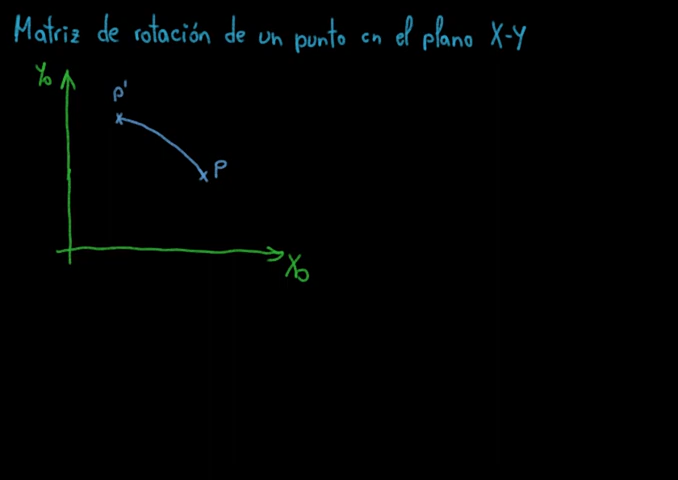 Matriz de rotación de un punto en el plano X-Y
Y₀
P'
P
X₀